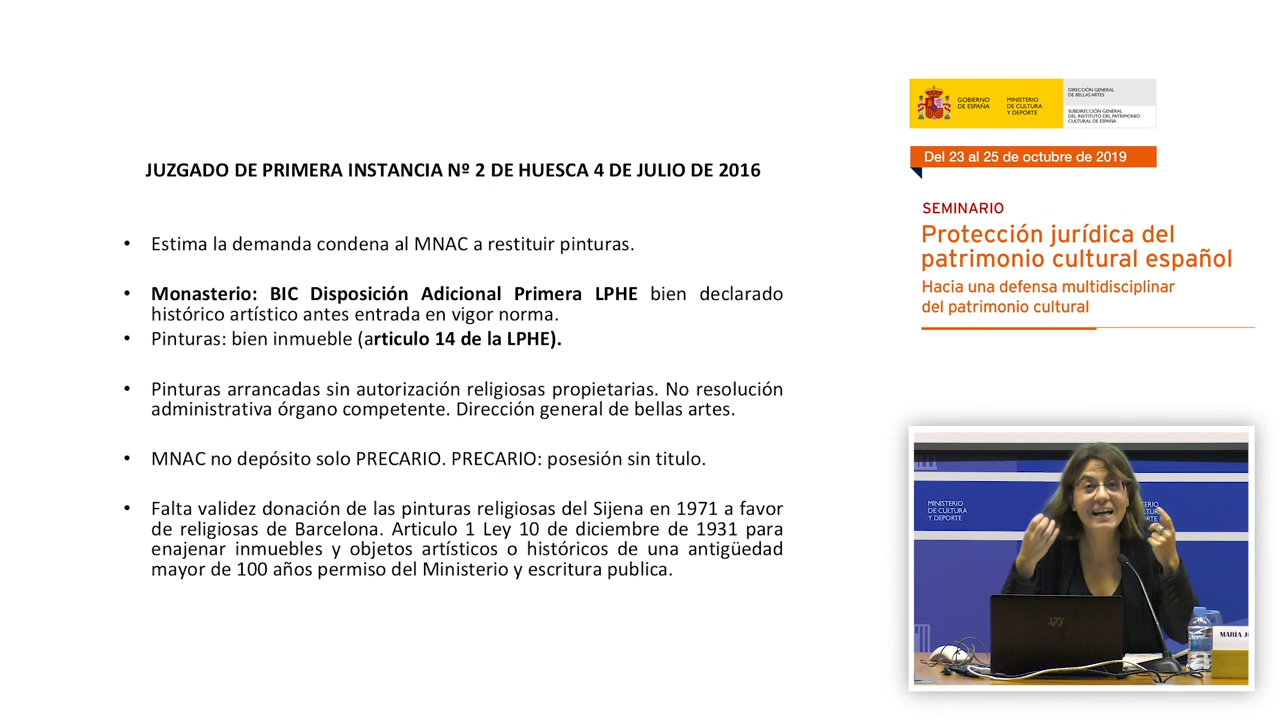 JUZGADO DE PRIMERA INSTANCIA Nº 2 DE HUESCA 4 DE JULIO DE 2016
• Estima la demanda condena al MNAC a restituir pinturas.
• Monasterio: BIC Disposición Adicional Primera LPHE bien declarado
histórico artístico antes entrada en vigor norma.
• Pinturas: bien inmueble (articulo 14 de la LPHE).
• Pinturas arrancadas sin autorización religiosas propietarias. No resolución
administrativa órgano competente. Dirección general de bellas artes.
• MNAC no depósito solo PRECARIO. PRECARIO: posesión sin titulo.
• Falta validez donación de las pinturas religiosas del Sijena en 1971 a favor
de religiosas de Barcelona. Articulo 1 Ley 10 de diciembre de 1931 para
enajenar inmuebles y objetos artísticos o históricos de una antigüedad
mayor de 100 años permiso del Ministerio y escritura publica.
GOBIERNO
DE ESPAÑA
MINISTERIO
DE CULTURA
Y DEPORTE
DIRECCIÓN GENERAL
DE BELLAS ARTES
SUBDIRECCIÓN GENERAL
DEL INSTITUTO DEL PATRIMONIO
CULTURAL DE ESPAÑA
Del 23 al 25 de octubre de 2019
SEMINARIO
Protección jurídica del
patrimonio cultural español
Hacia una defensa multidisciplinar
del patrimonio cultural
MINISTERIO
DE CULTURA
Y DEPORTE
MARÍA